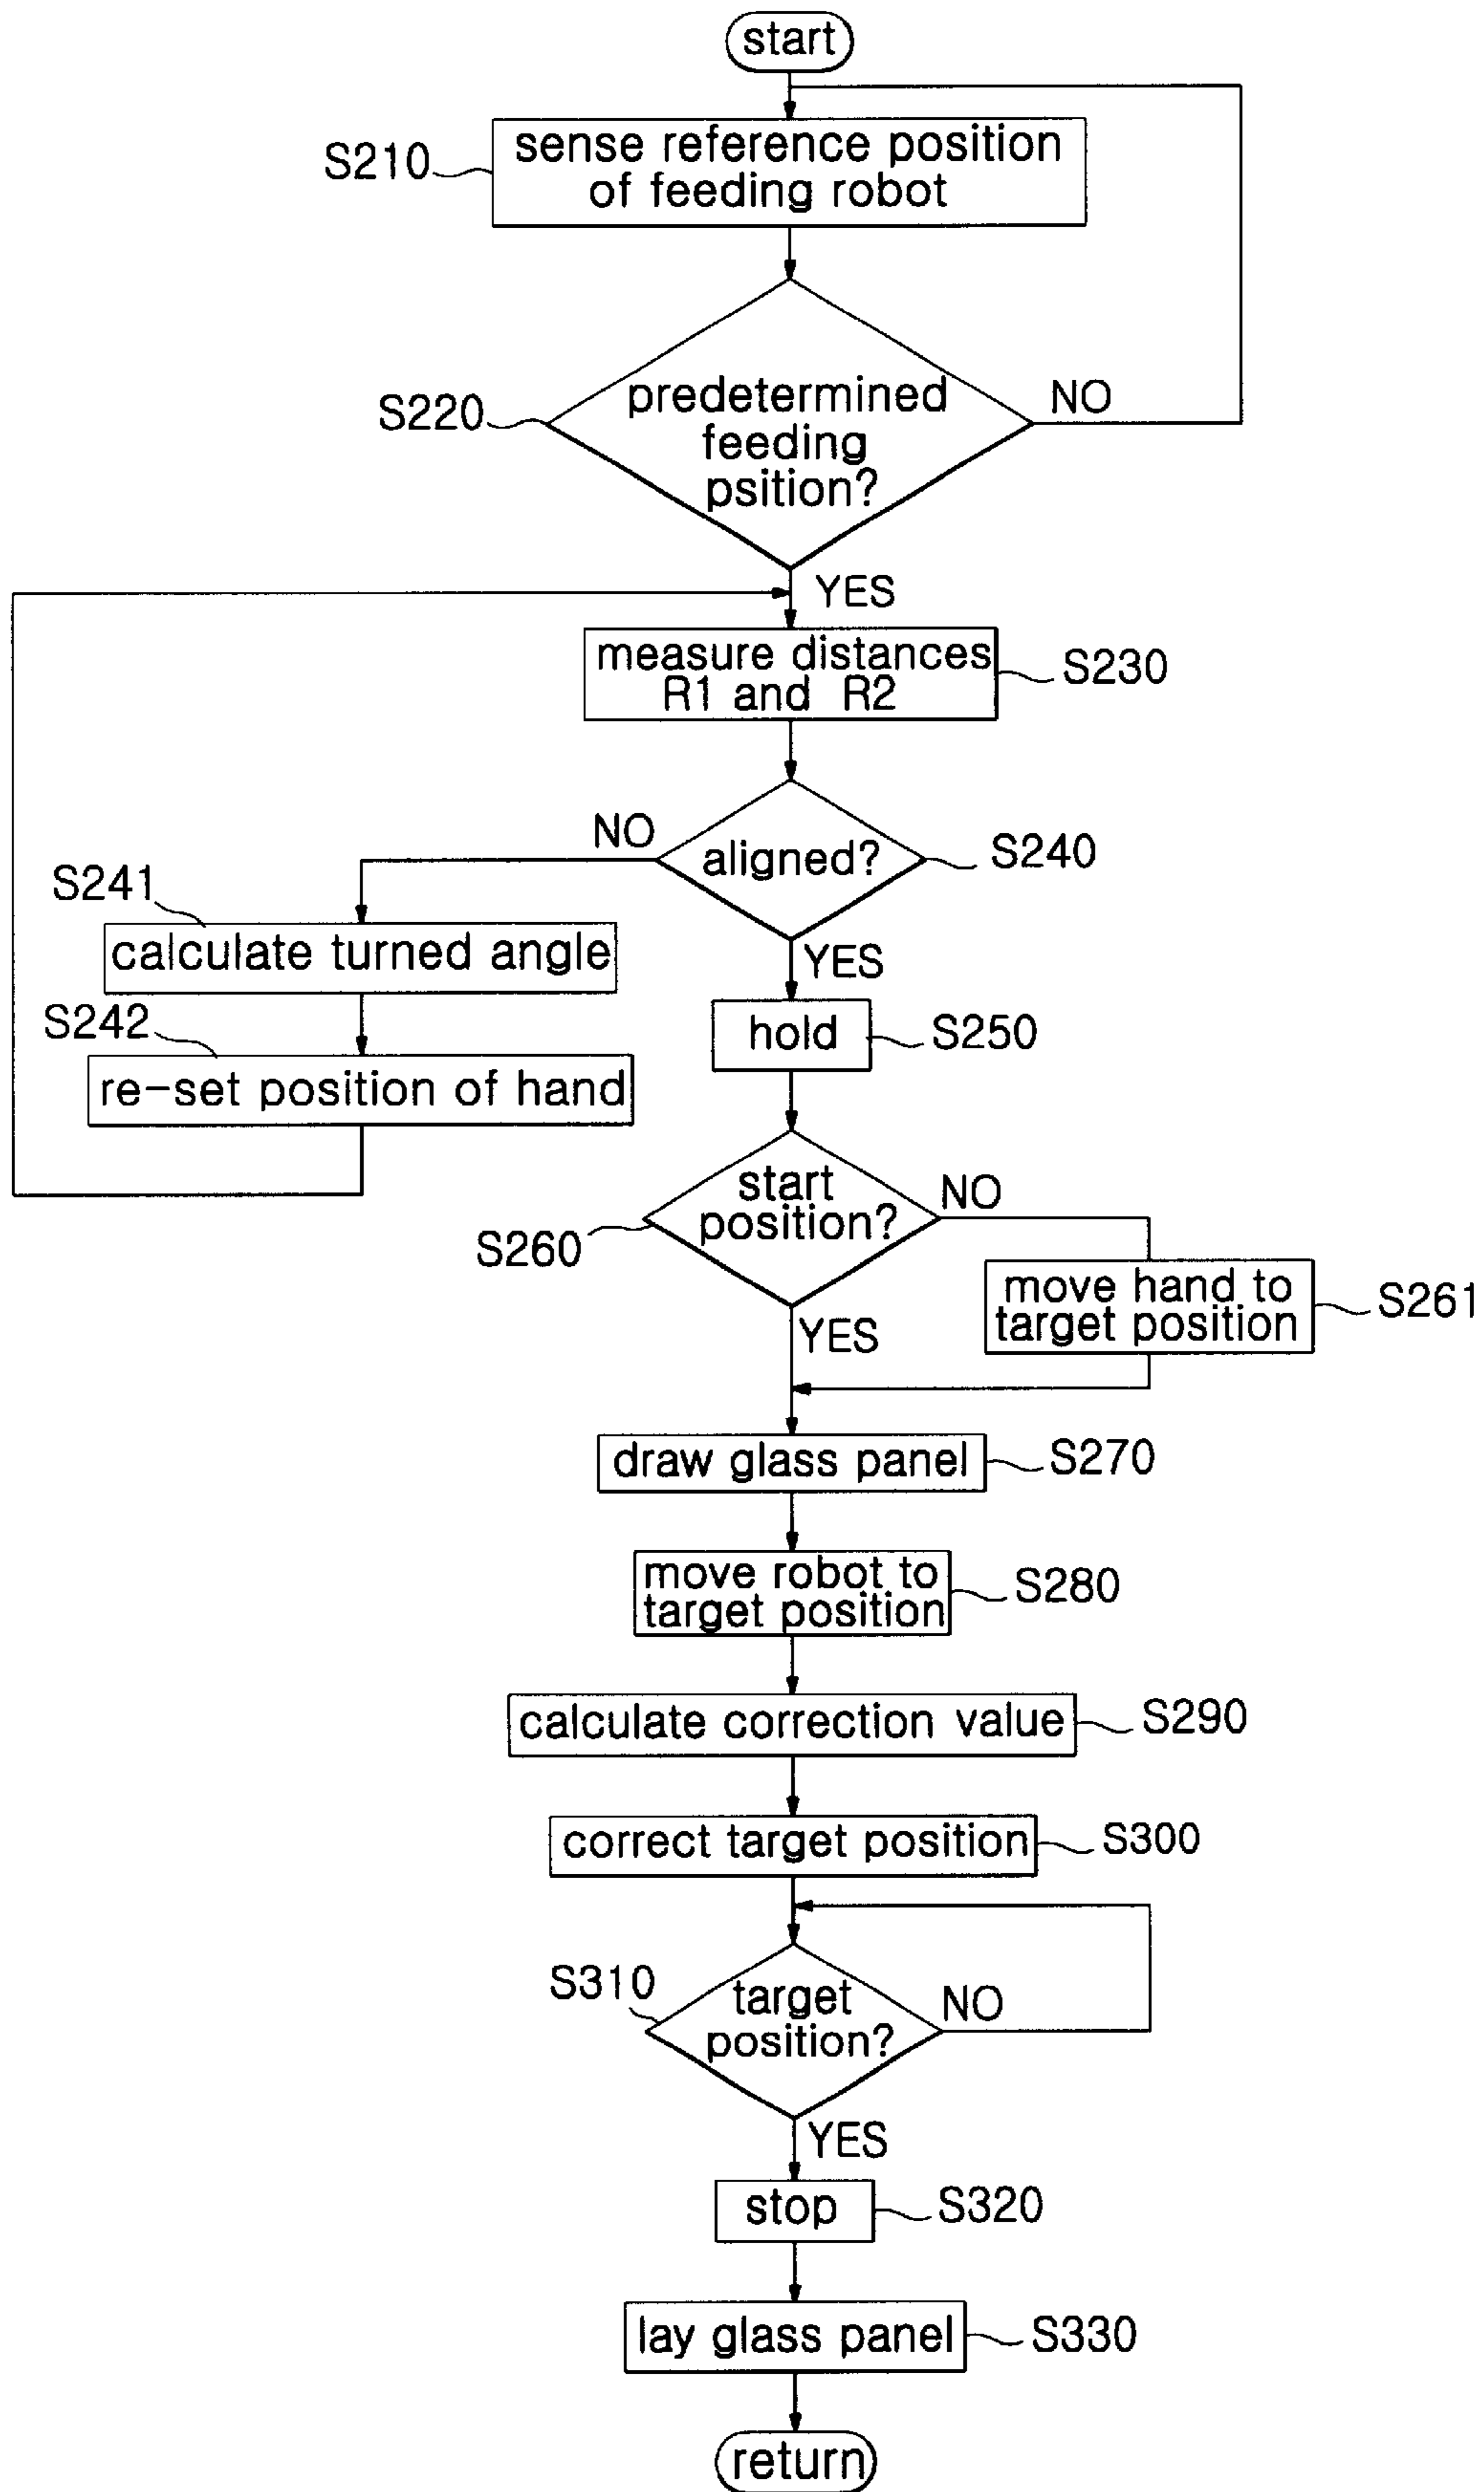 start
S210
sense reference position
of feeding robot
S220
predetermined
feeding
psition?
NO
YES
measure distances
R1 and R2
S230
NO
aligned?
S240
S241
calculate turned angle
YES
S242
re-set position of hand
hold
S250
start
position?
NO
S260
move hand to
target position
S261
YES
draw glass panel
S270
move robot to
target position
S280
calculate correction value
S290
correct target position
S300
S310
target
position?
NO
YES
stop
S320
lay glass panel
S330
return